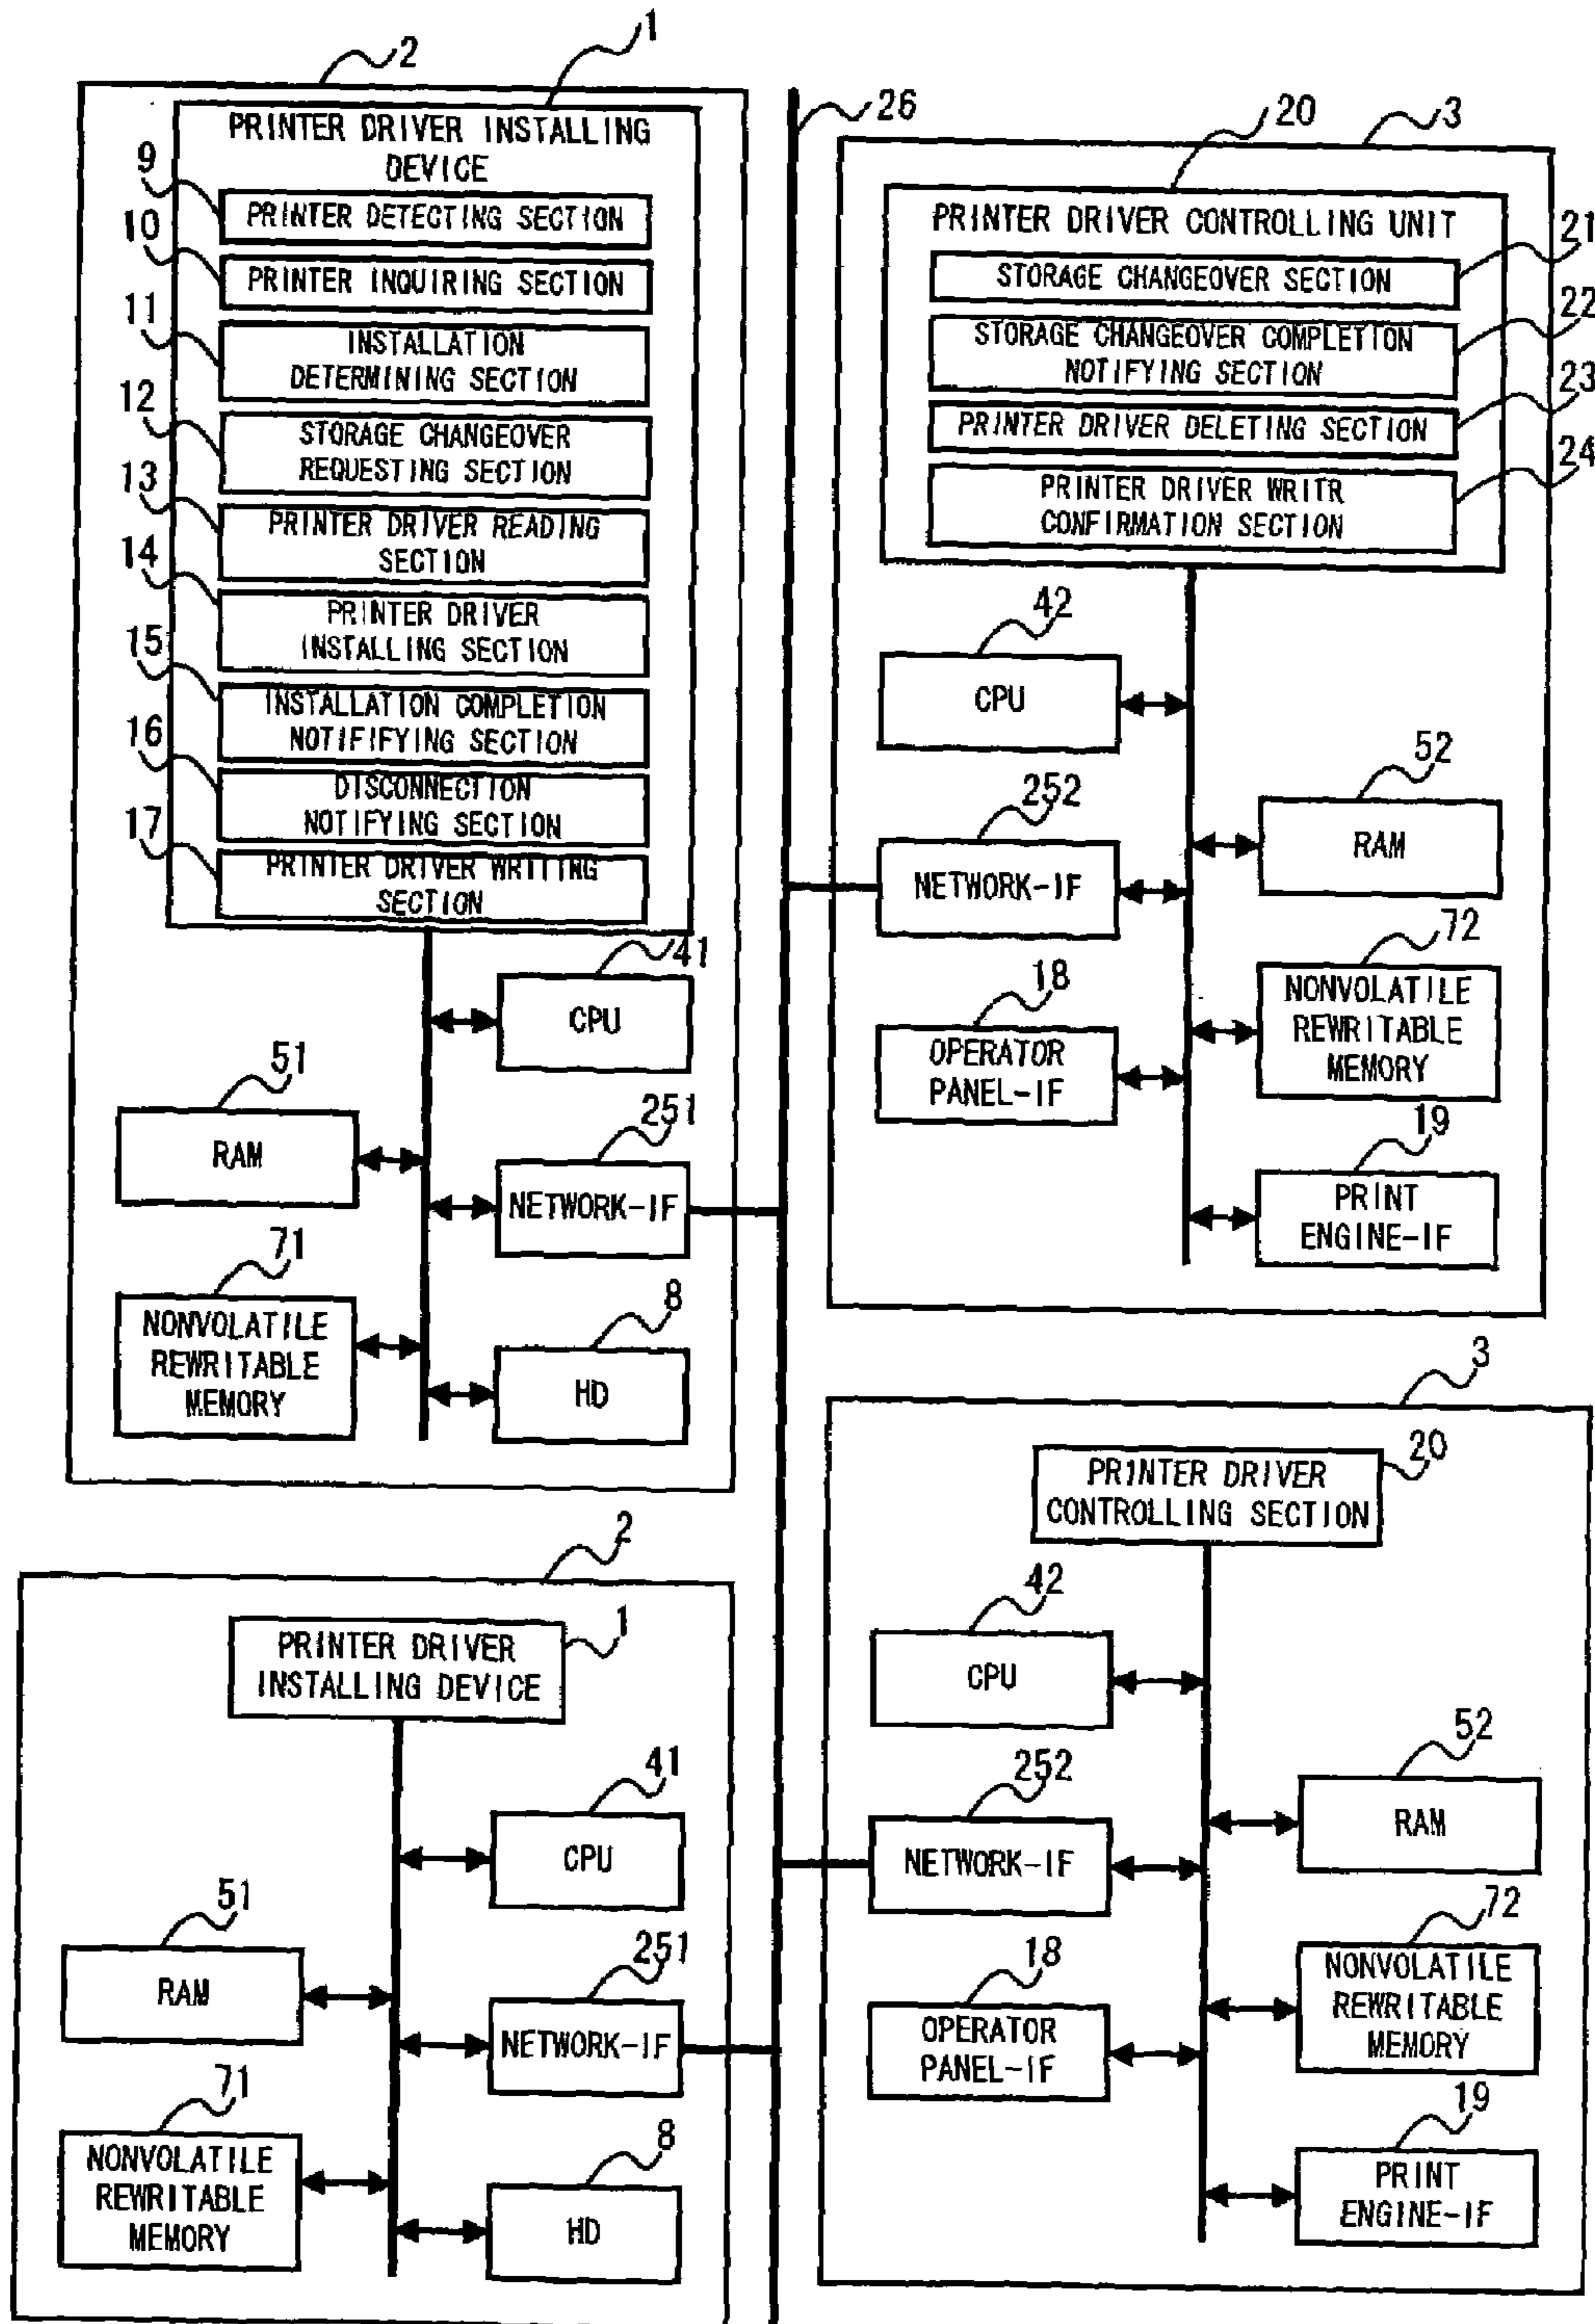 2
1
PRINTER DRIVER INSTALLING
DEVICE
9
PRINTER DETECTING SECTION
10
PRINTER INQUIRING SECTION
11
INSTALLATION
DETERMINING SECTION
12
STORAGE CHANGEOVER
REQUESTING SECTION
13
PRINTER DRIVER READING
SECTION
14
PRINTER DRIVER
INSTALLING SECTION
15
INSTALLATION COMPLETION
NOTIFIFYING SECTION
16
DISCONNECTION
NOTIFYING SECTION
17
PRINTER DRIVER WRITING
SECTION
41
CPU
51
RAM
251
NETWORK-IF
71
NONVOLATILE
REWRITABLE
MEMORY
8
HD
26
3
20
PRINTER DRIVER CONTROLLING UNIT
21
STORAGE CHANGEOVER SECTION
22
STORAGE CHANGEOVER COMPLETION
NOTIFYING SECTION
23
PRINTER DRIVER DELETING SECTION
24
PRINTER DRIVER WRITR
CONFIRMATION SECTION
42
CPU
52
RAM
252
NETWORK-IF
72
NONVOLATILE
REWRITABLE
MEMORY
18
OPERATOR
PANEL-IF
19
PRINT
ENGINE-IF
2
1
PRINTER DRIVER
INSTALLING DEVICE
41
CPU
51
RAM
251
NETWORK-IF
71
NONVOLATILE
REWRITABLE
MEMORY
8
HD
3
20
PRINTER DRIVER
CONTROLLING SECTION
42
CPU
52
RAM
252
NETWORK-IF
72
NONVOLATILE
REWRITABLE
MEMORY
18
OPERATOR
PANEL-IF
19
PRINT
ENGINE-IF